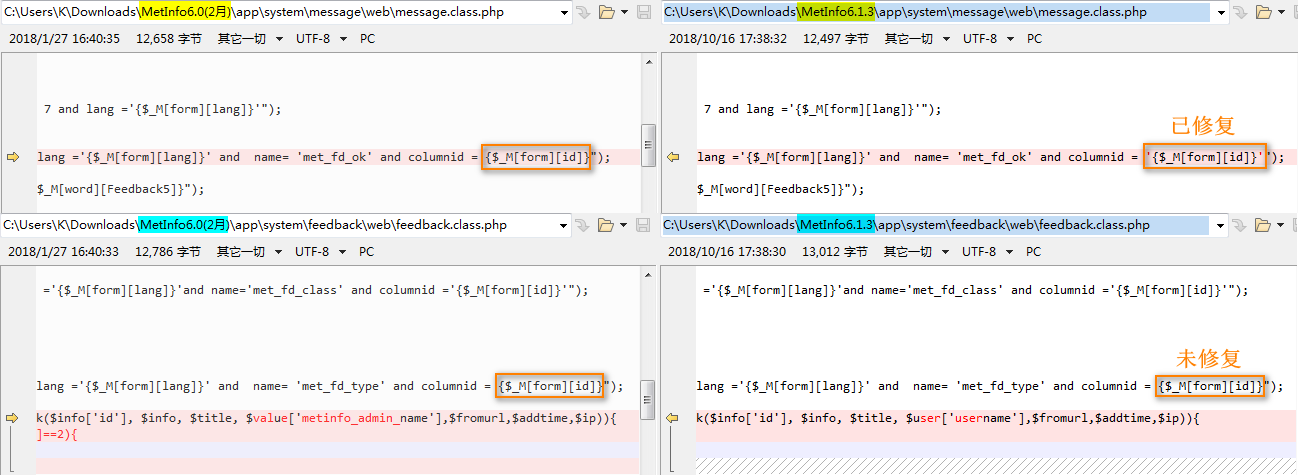 C:\Users\K\Downloads\MetInfo6.0(2月)\app\system\message\web\message.class.php
2018/1/27 16:40:35 12,658 字节 其它一切 UTF-8 PC
7 and lang ='{$_M[form][lang]}'");
lang ='{$_M[form][lang]}' and  name= 'met_fd_ok' and columnid = {$_M[form][id]}");
$_M[word][Feedback5]}");
C:\Users\K\Downloads\MetInfo6.1.3\app\system\message\web\message.class.php
2018/10/16 17:38:32 12,497 字节 其它一切 UTF-8 PC
7 and lang ='{$_M[form][lang]}'");
已修复
lang ='{$_M[form][lang]}' and  name= 'met_fd_ok' and columnid = '{$_M[form][id]}'");
$_M[word][Feedback5]}");
C:\Users\K\Downloads\MetInfo6.0(2月)\app\system\feedback\web\feedback.class.php
2018/1/27 16:40:33 12,786 字节 其它一切 UTF-8 PC
='{$_M[form][lang]}'and name='met_fd_class' and columnid ='{$_M[form][id]}'");
lang ='{$_M[form][lang]}' and  name= 'met_fd_type' and columnid = {$_M[form][id]}");
k($info['id'], $info, $title, $value['metinfo_admin_name'],$fromurl,$addtime,$ip)){
]==2){
C:\Users\K\Downloads\MetInfo6.1.3\app\system\feedback\web\feedback.class.php
2018/10/16 17:38:30 13,012 字节 其它一切 UTF-8 PC
='{$_M[form][lang]}'and name='met_fd_class' and columnid ='{$_M[form][id]}'");
未修复
lang ='{$_M[form][lang]}' and  name= 'met_fd_type' and columnid = {$_M[form][id]}");
k($info['id'], $info, $title, $user['username'],$fromurl,$addtime,$ip)){